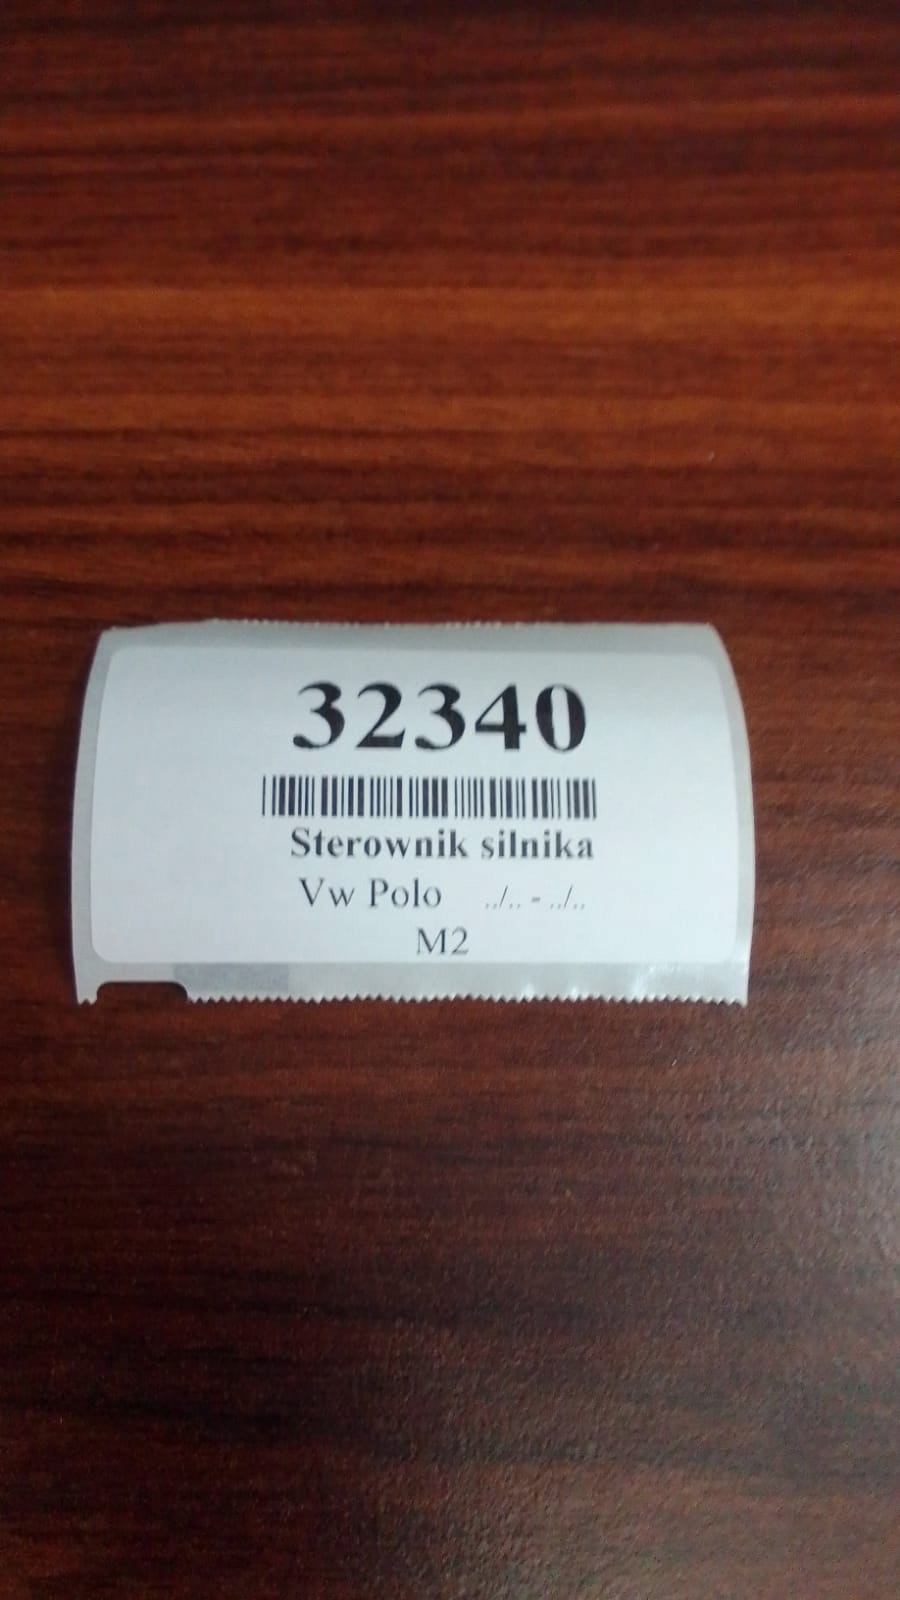 32340
Sterownik silnika
Vw Polo ../.. - ../..
M2